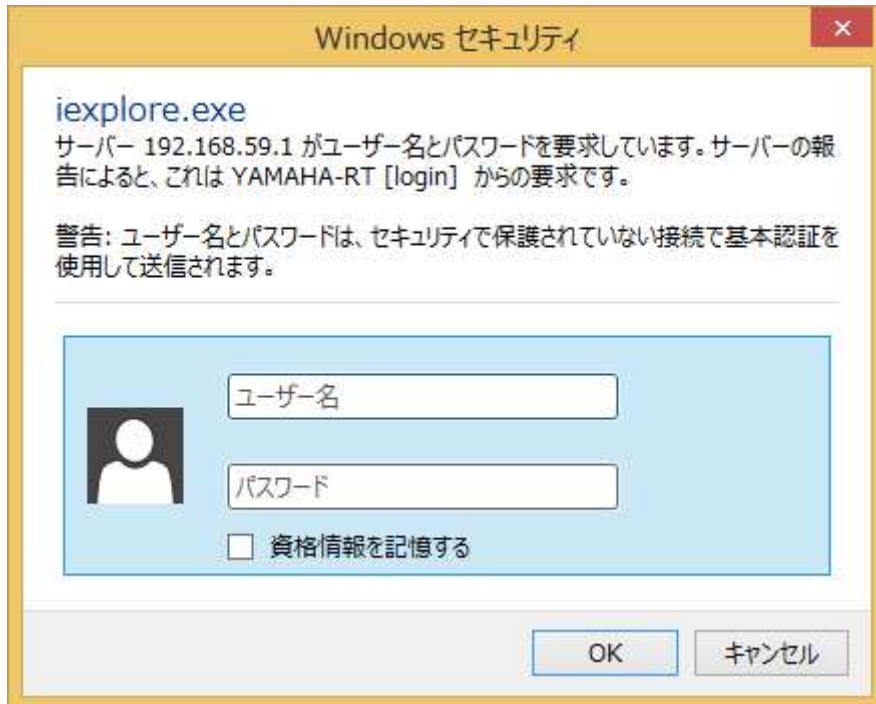 Windows セキュリティ
iexplore.exe
サーバー 192.168.59.1 がユーザー名とパスワードを要求しています。サーバーの報
告によると、これは YAMAHA-RT [login] からの要求です。
警告: ユーザー名とパスワードは、セキュリティで保護されていない接続で基本認証を
使用して送信されます。
ユーザー名
パスワード
資格情報を記憶する
OK
キャンセル